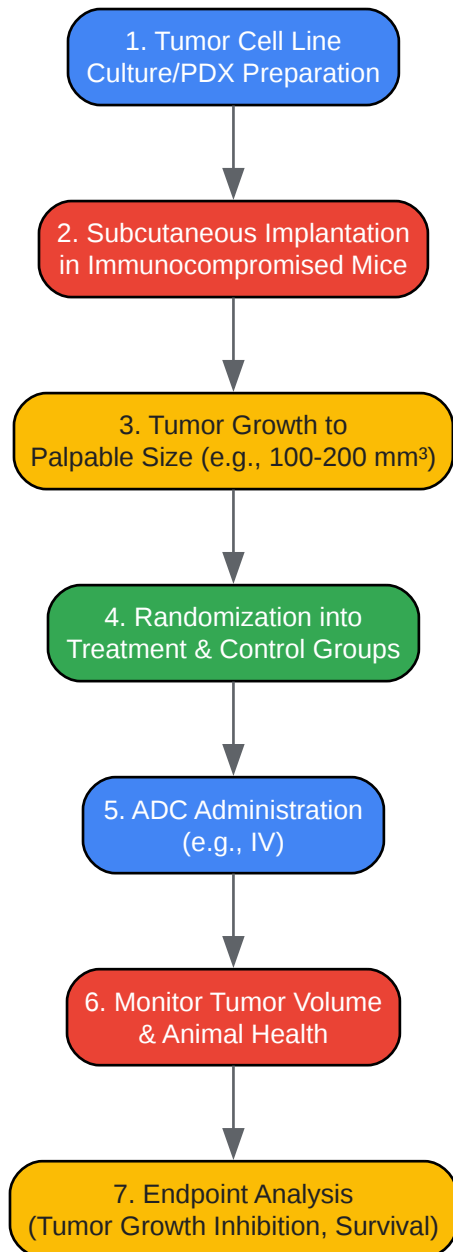 1. Tumor Cell Line
Culture/PDX Preparation
2. Subcutaneous Implantation
in Immunocompromised Mice
3. Tumor Growth to
Palpable Size (e.g., 100-200 mm³)
4. Randomization into
Treatment & Control Groups
5. ADC Administration
(e.g., IV)
6. Monitor Tumor Volume
& Animal Health
7. Endpoint Analysis
(Tumor Growth Inhibition, Survival)